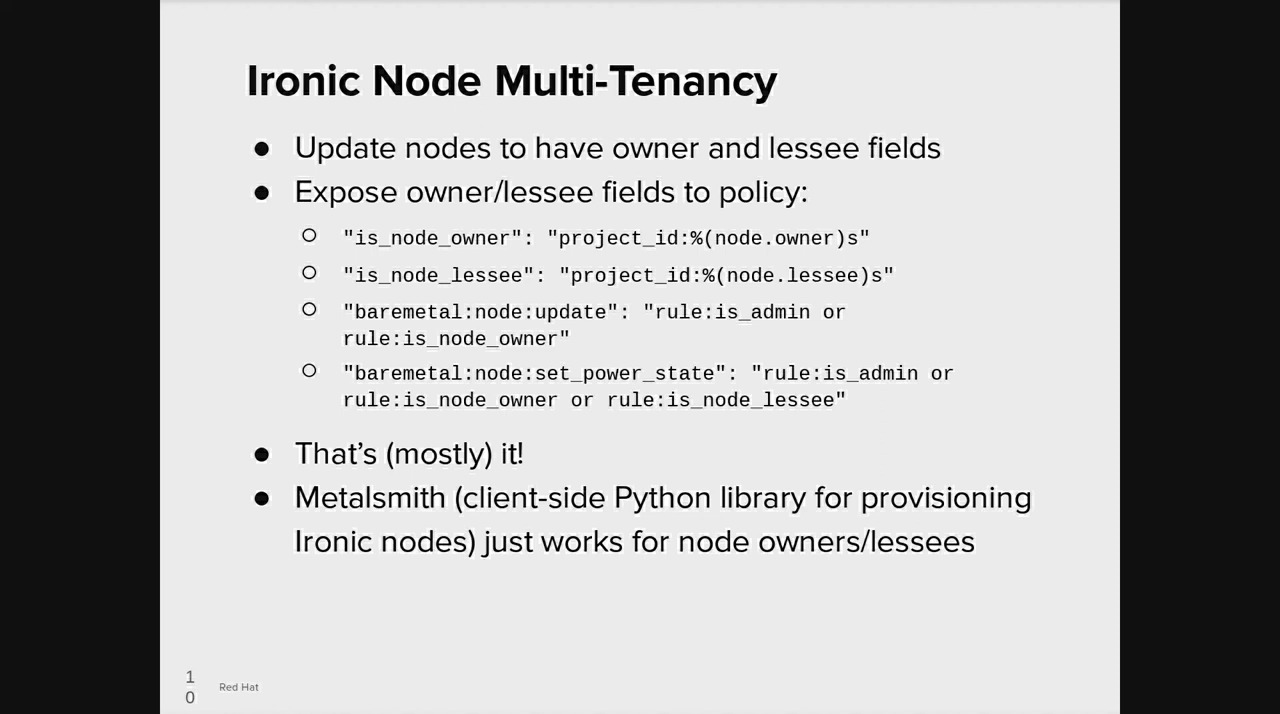 Ironic Node Multi-Tenancy
● Update nodes to have owner and lessee fields
● Expose owner/lessee fields to policy:
○ "is_node_owner": "project_id:%(node.owner)s"
○ "is_node_lessee": "project_id:%(node.lessee)s"
○ "baremetal:node:update": "rule:is_admin or
rule:is_node_owner"
○ "baremetal:node:set_power_state": "rule:is_admin or
rule:is_node_owner or rule:is_node_lessee"
● That’s (mostly) it!
● Metalsmith (client-side Python library for provisioning
Ironic nodes) just works for node owners/lessees
1
0
Red Hat